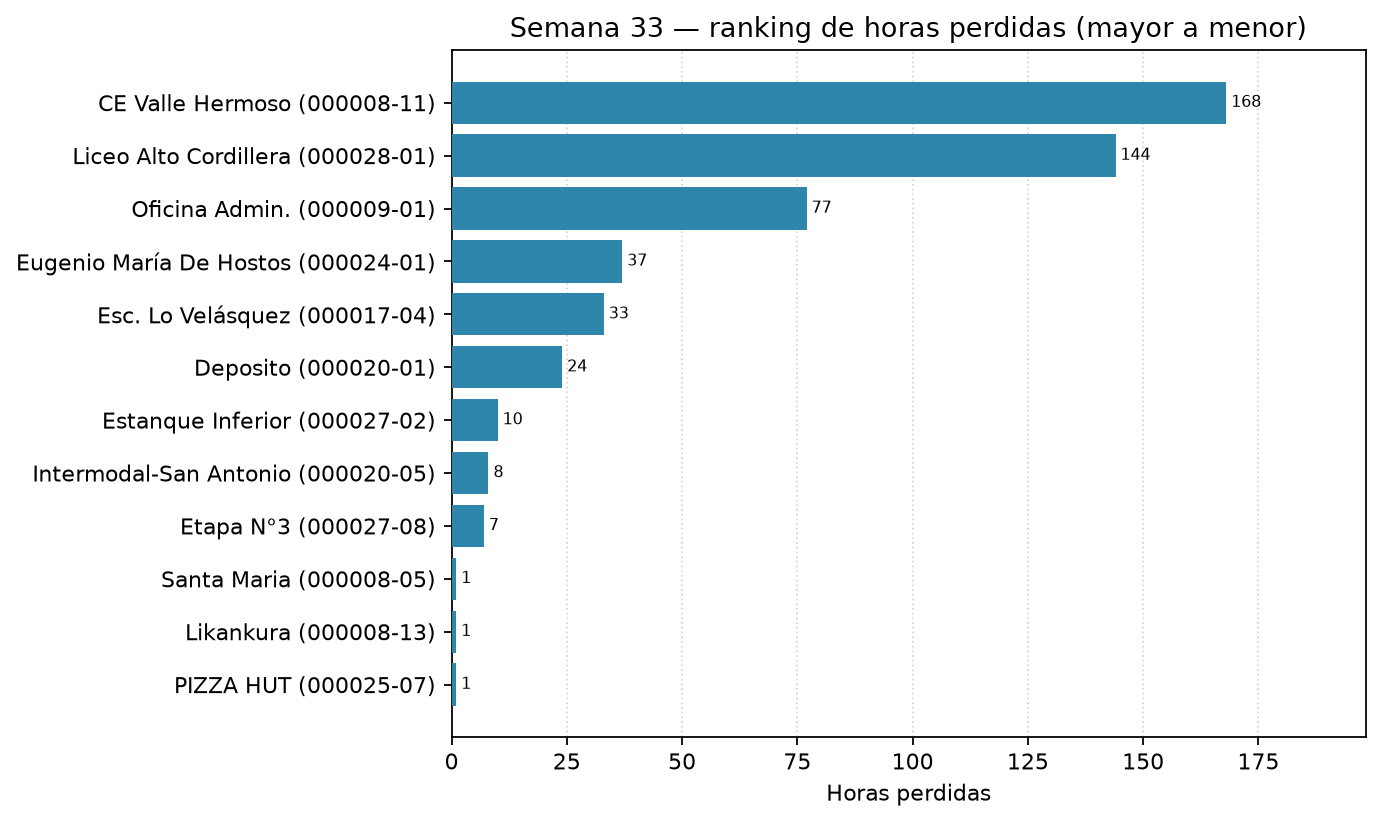 Semana 33 — ranking de horas perdidas (mayor a menor)
CE Valle Hermoso (000008-11) 168
Liceo Alto Cordillera (000028-01) 144
Oficina Admin. (000009-01) 77
Eugenio María De Hostos (000024-01) 37
Esc. Lo Velásquez (000017-04) 33
Deposito (000020-01) 24
Estanque Inferior (000027-02) 10
Intermodal-San Antonio (000020-05) 8
Etapa N°3 (000027-08) 7
Santa Maria (000008-05) 1
Likankura (000008-13) 1
PIZZA HUT (000025-07) 1
0 25 50 75 100 125 150 175
Horas perdidas